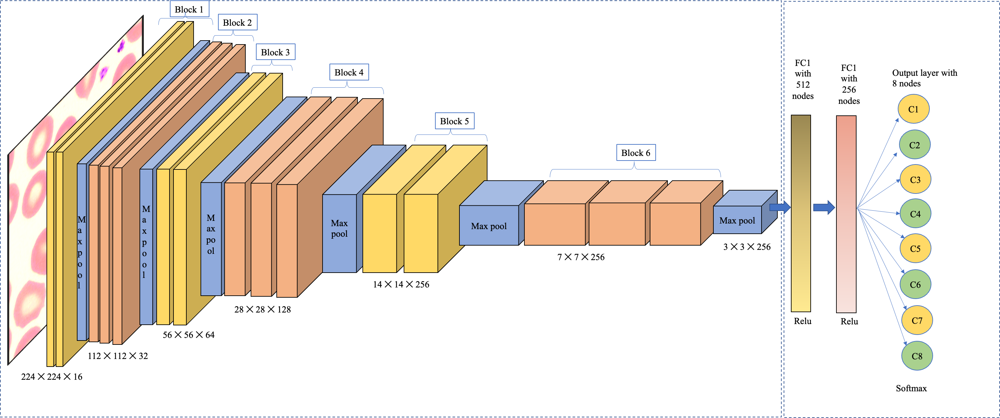 Block 1
Block 2
Block 3
Block 4
Block 5
Block 6
M
a
x
p
o
o
l
M
a
x
p
o
o
l
M
ax
po
ol
Max
pool
Max pool
Max pool
224 × 224 × 16
112 × 112 × 32
56 × 56 × 64
28 × 28 × 128
14 × 14 × 256
7 × 7 × 256
3 × 3 × 256
FC1
with
512
nodes
Relu
FC1
with
256
nodes
Relu
Output layer with
8 nodes
C1
C2
C3
C4
C5
C6
C7
C8
Softmax